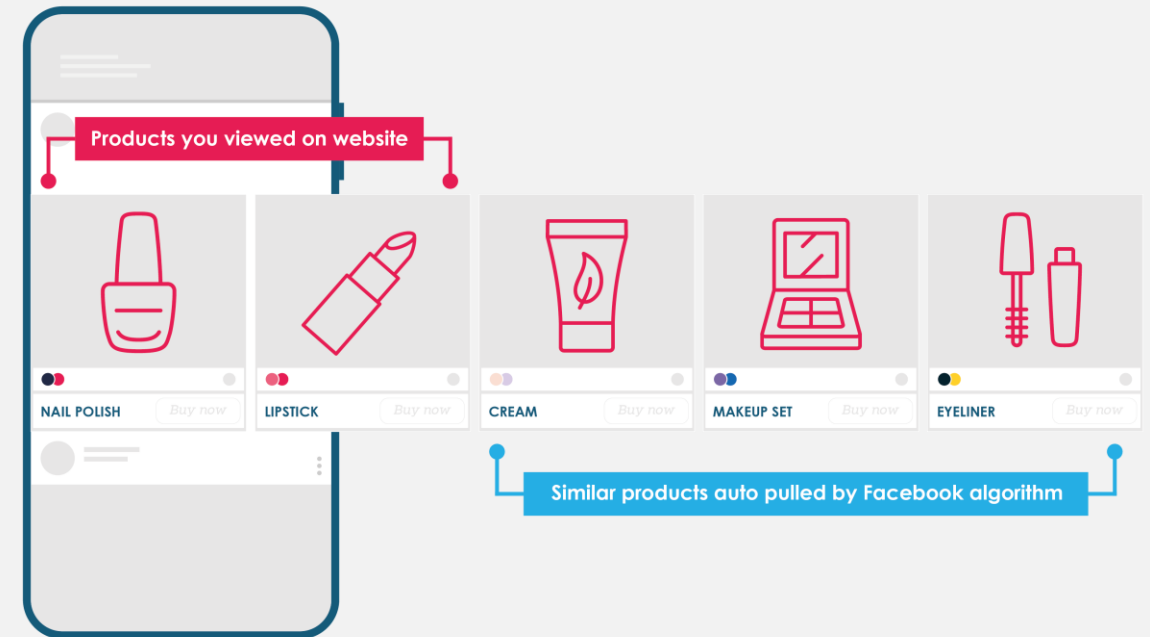 Products you viewed on website
NAIL POLISH
Buy now
LIPSTICK
Buy now
CREAM
Buy now
MAKEUP SET
Buy now
EYELINER
Buy now
Similar products auto pulled by Facebook algorithm